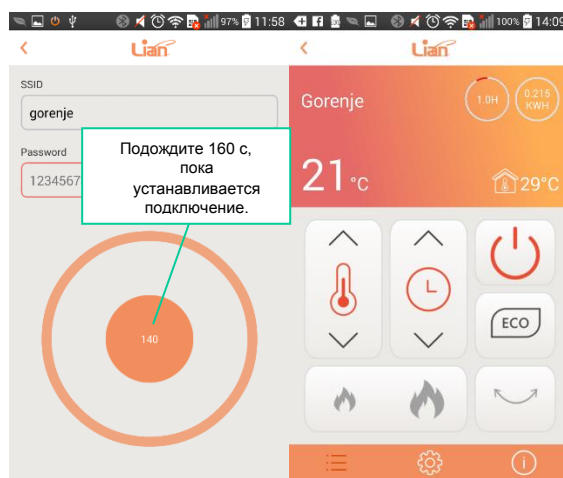 97% 11:58
Lian
SSID
gorenje
Password
1234567
Подождите 160 с,
пока
устанавливается
подключение.
140
100% 14:09
Lian
Gorenje
1.0H
0.215
KWH
21°C
29°C
ECO